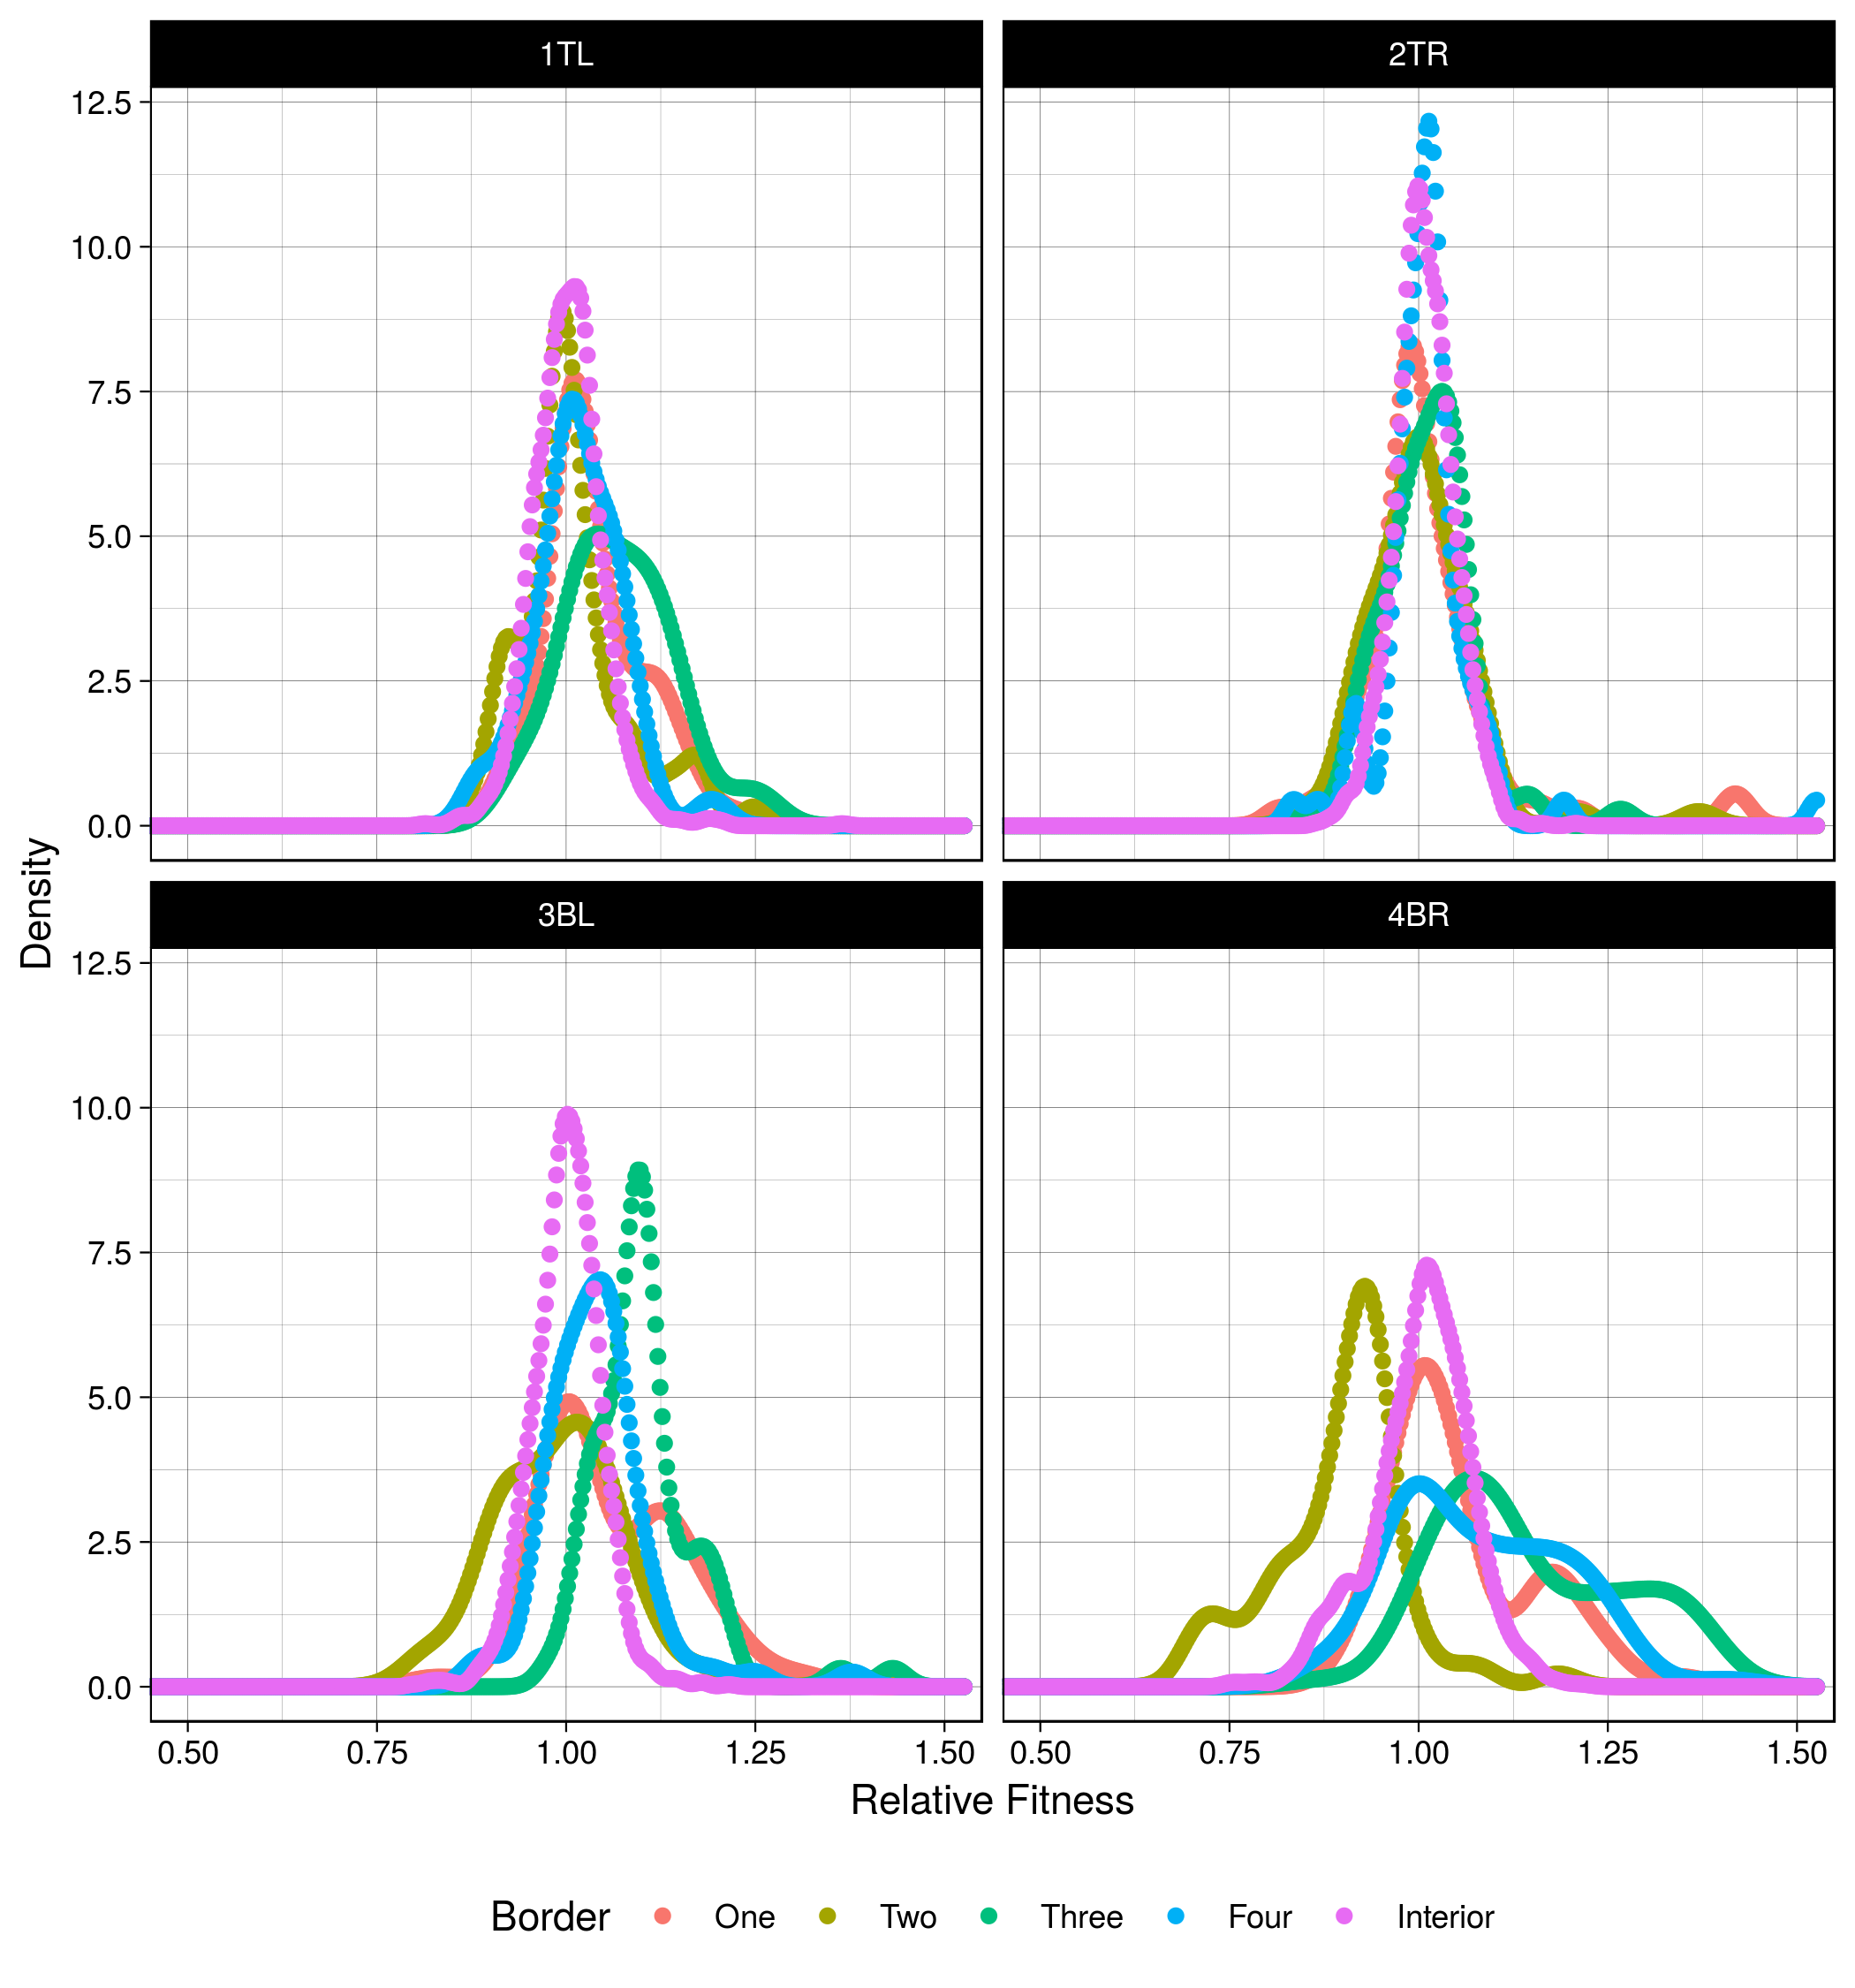 1TL 2TR
12.5
10.0
7.5
5.0
2.5
0.0
Density
3BL 4BR
12.5
10.0
7.5
5.0
2.5
0.0
0.50 0.75 1.00 1.25 1.50 0.50 0.75 1.00 1.25 1.50
Relative Fitness
Border One Two Three Four Interior